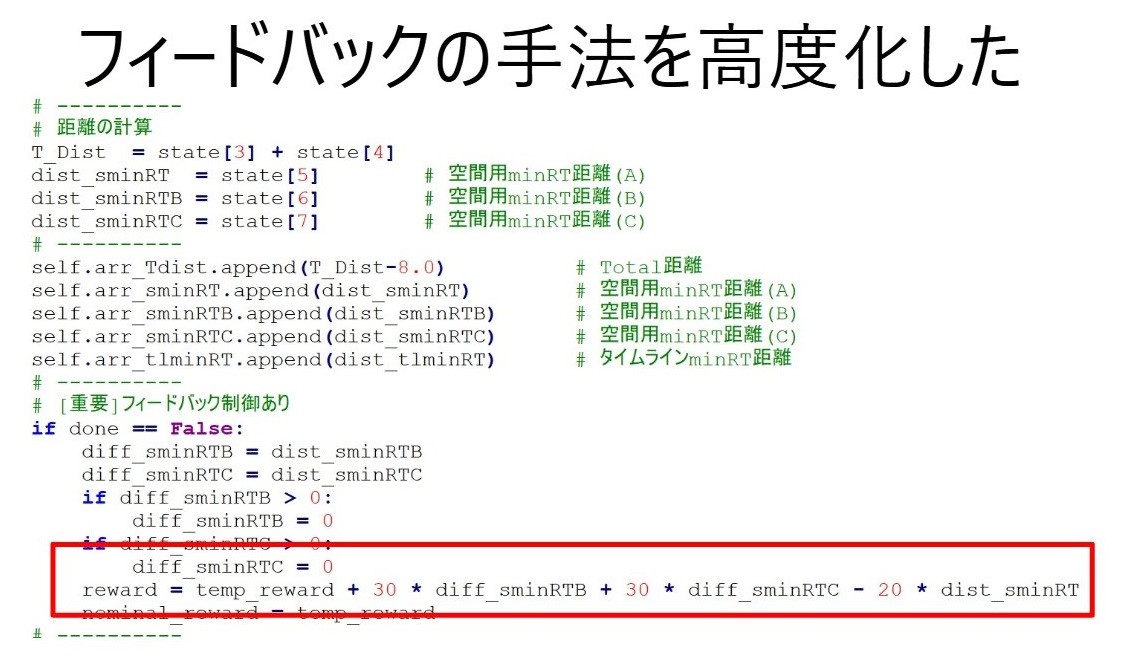 フィードバックの手法を高度化した
# ----------
# 距離の計算
T_Dist  = state[3] + state[4]
dist_sminRT  = state[5]         # 空間用minRT距離(A)
dist_sminRTB = state[6]         # 空間用minRT距離(B)
dist_sminRTC = state[7]         # 空間用minRT距離(C)
# ----------
self.arr_Tdist.append(T_Dist-8.0)           # Total距離
self.arr_sminRT.append(dist_sminRT)         # 空間用minRT距離(A)
self.arr_sminRTB.append(dist_sminRTB)       # 空間用minRT距離(B)
self.arr_sminRTC.append(dist_sminRTC)       # 空間用minRT距離(C)
self.arr_tlminRT.append(dist_tlminRT)       # タイムラインminRT距離
# ----------
# [重要]フィードバック制御あり
if done == False:
    diff_sminRTB = dist_sminRTB
    diff_sminRTC = dist_sminRTC
    if diff_sminRTB > 0:
        diff_sminRTB = 0
    if diff_sminRTC > 0:
        diff_sminRTC = 0
    reward = temp_reward + 30 * diff_sminRTB + 30 * diff_sminRTC - 20 * dist_sminRT
    nominal_reward = temp_reward
# ----------